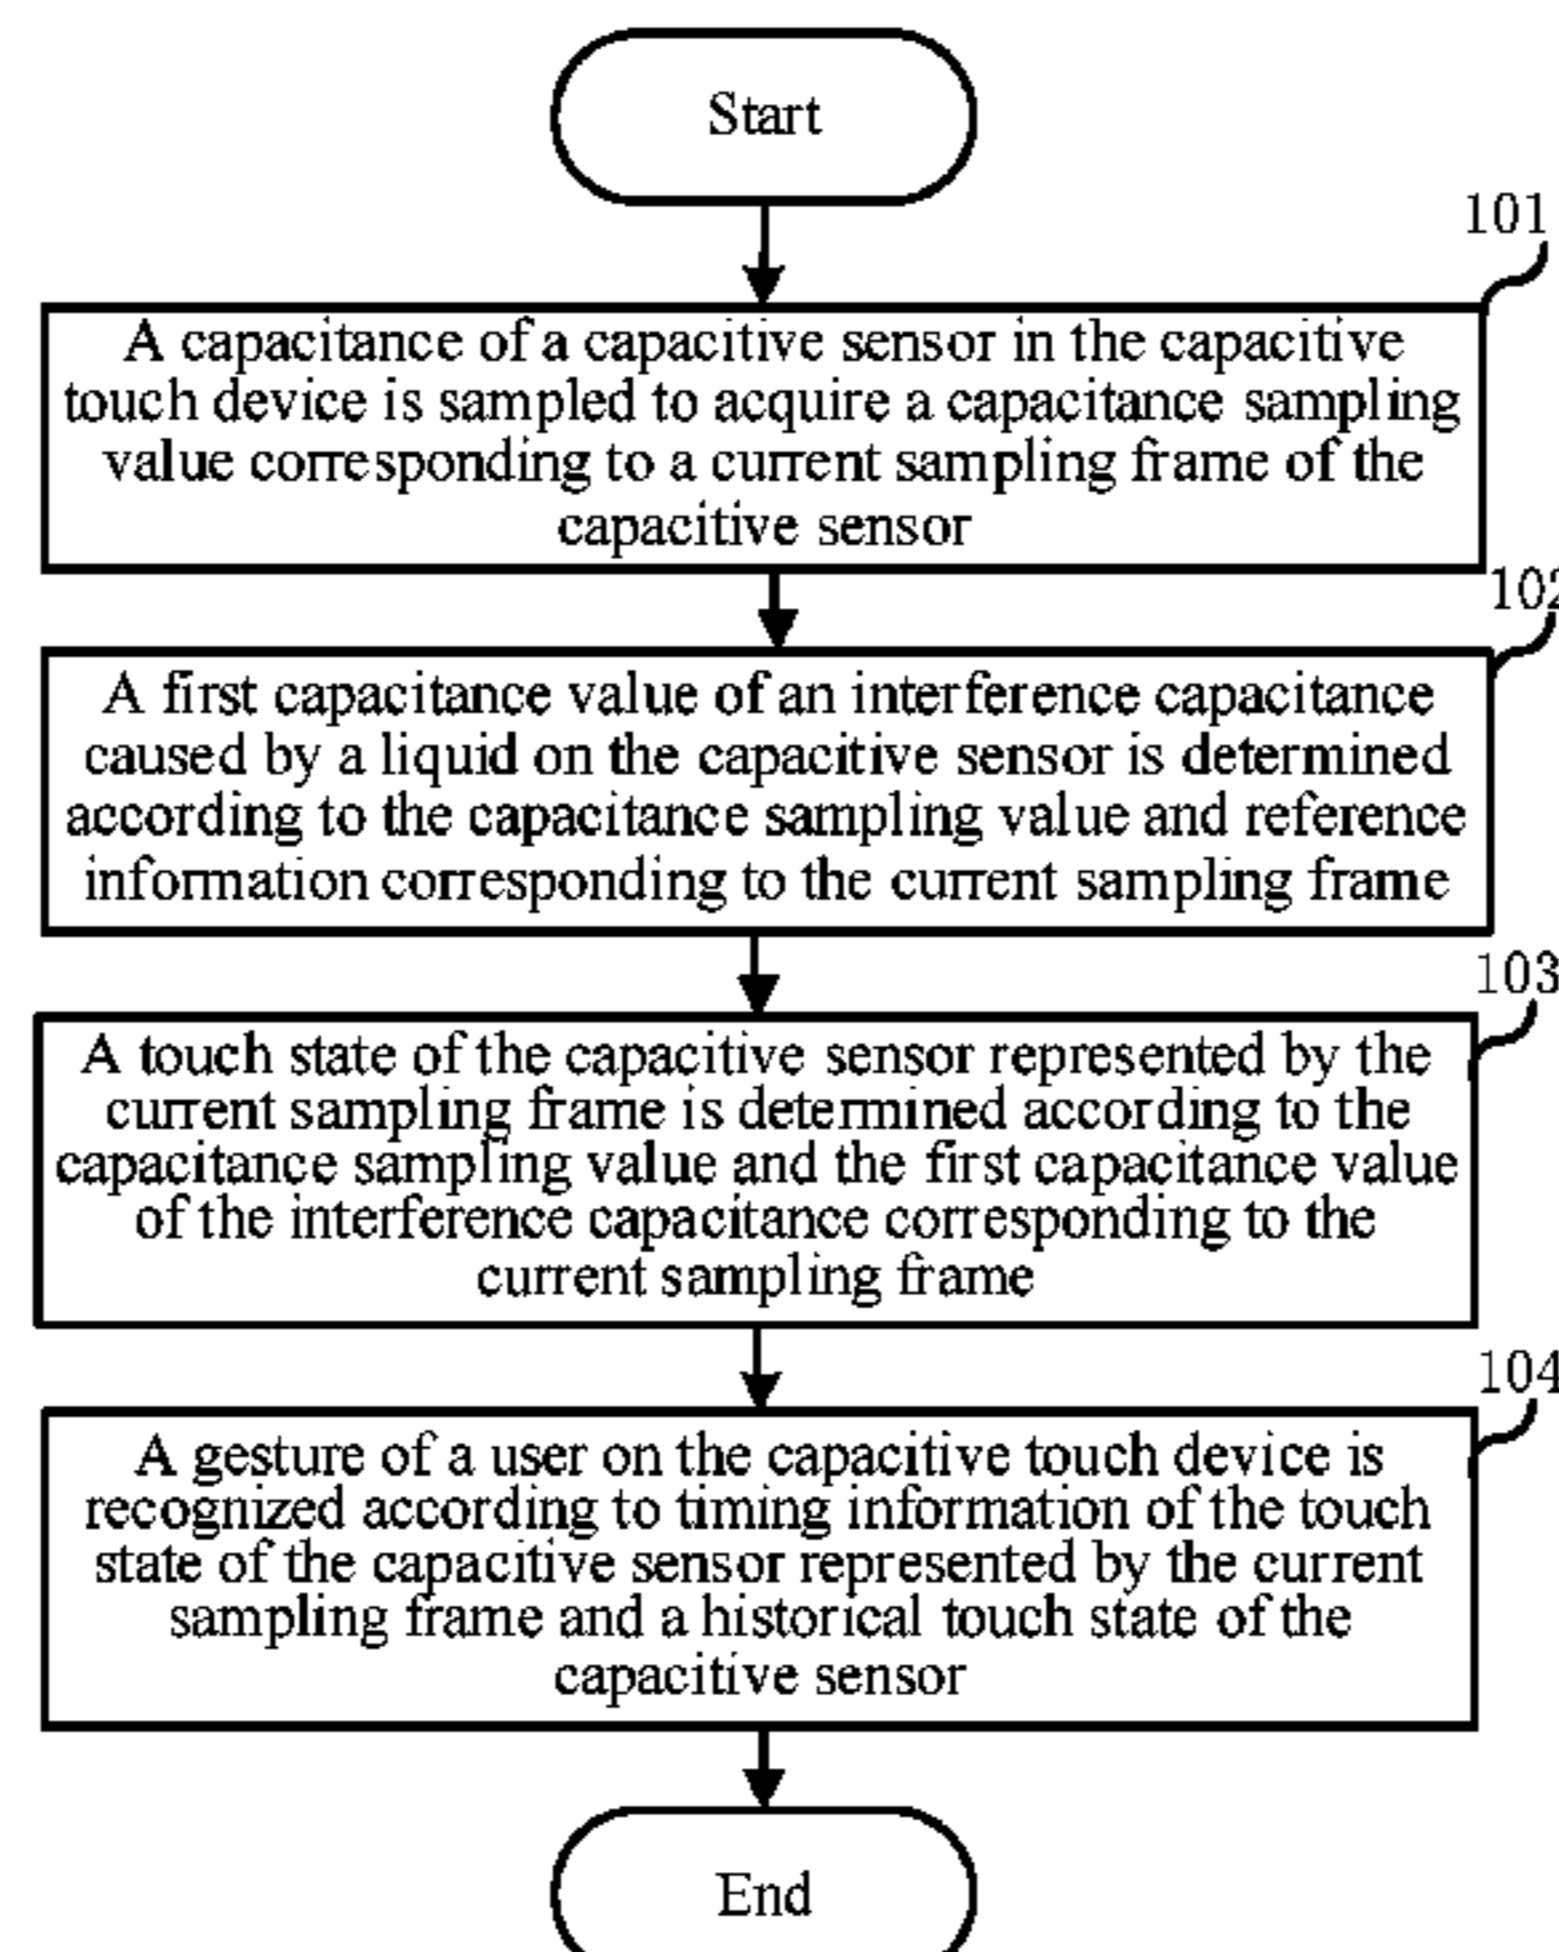 Start
101
A capacitance of a capacitive sensor in the capacitive
touch device is sampled to acquire a capacitance sampling
value corresponding to a current sampling frame of the
capacitive sensor
102
A first capacitance value of an interference capacitance
caused by a liquid on the capacitive sensor is determined
according to the capacitance sampling value and reference
information corresponding to the current sampling frame
103
A touch state of the capacitive sensor represented by the
current sampling frame is determined according to the
capacitance sampling value and the first capacitance value
of the interference capacitance corresponding to the
current sampling frame
104
A gesture of a user on the capacitive touch device is
recognized according to timing information of the touch
state of the capacitive sensor represented by the current
sampling frame and a historical touch state of the
capacitive sensor
End